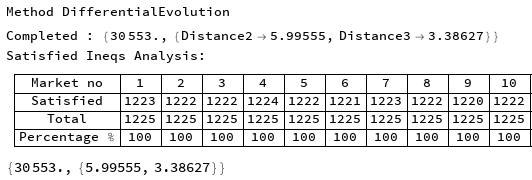 Method DifferentialEvolution
Completed : {30553., {Distance2 → 5.99555, Distance3 → 3.38627}}
Satisfied Ineqs Analysis:
Market no 1 2 3 4 5 6 7 8 9 10
Satisfied 1223 1222 1222 1224 1222 1221 1223 1222 1220 1222
Total 1225 1225 1225 1225 1225 1225 1225 1225 1225 1225
Percentage % 100 100 100 100 100 100 100 100 100 100
{30553., {5.99555, 3.38627}}